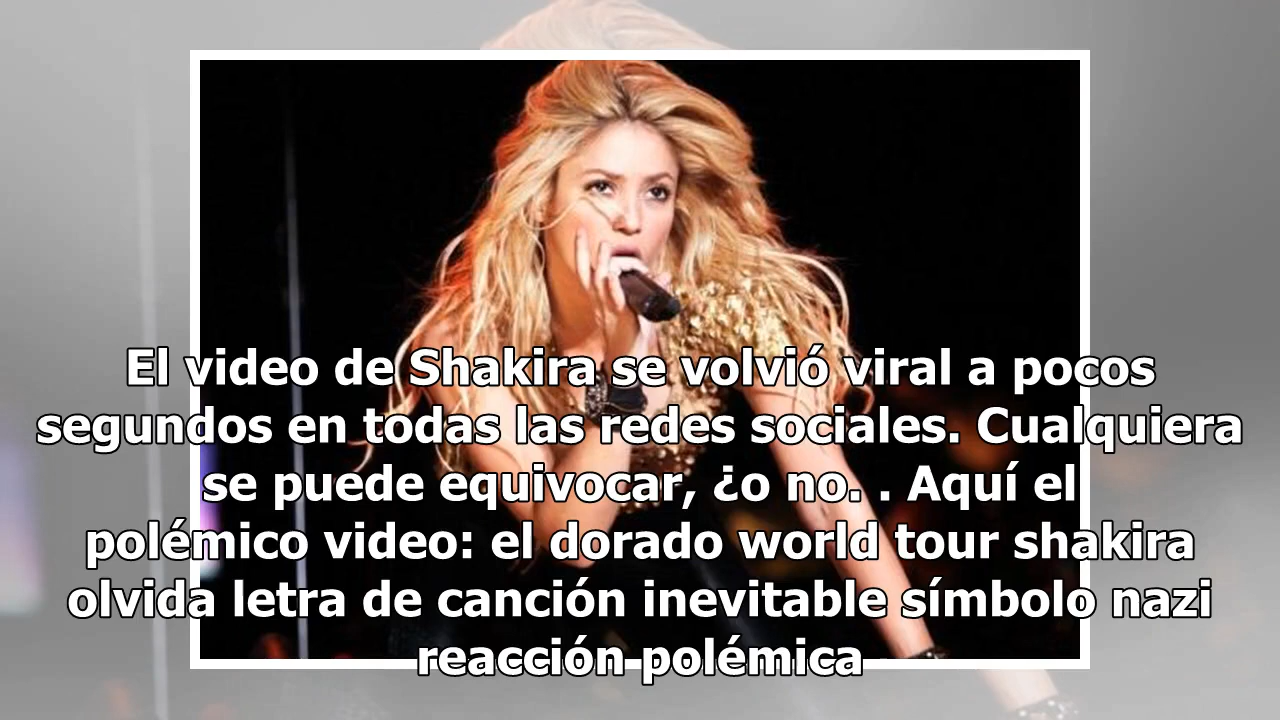 El video de Shakira se volvió viral a pocos
segundos en todas las redes sociales. Cualquiera
se puede equivocar, ¿o no. . Aquí el
polémico video: el dorado world tour shakira
olvida letra de canción inevitable símbolo nazi
reacción polémica